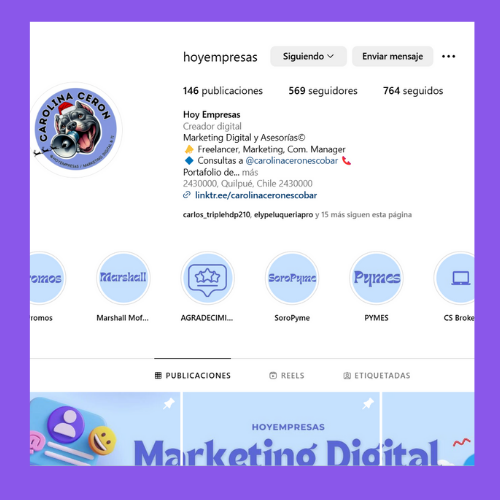 hoyempresas Siguiendo Enviar mensaje
146 publicaciones 569 seguidores 764 seguidos
Hoy Empresas
Creador digital
Marketing Digital y Asesorías©
Freelancer, Marketing, Com. Manager
Consultas a @carolinaceronescobar
Portafolio de... más
2430000, Quilpué, Chile 2430000
linktr.ee/carolinaceronescobar
carlos_triplehdp210, elypeluqueriapro y 15 más siguen esta página
CAROLINA CERON
omos Marshall SoroPyme Pymes
romos Marshall Mof... AGRADECIMI... SoroPyme PYMES CS Broke
PUBLICACIONES REELS ETIQUETADAS
HOYEMPRESAS
Marketing Digital